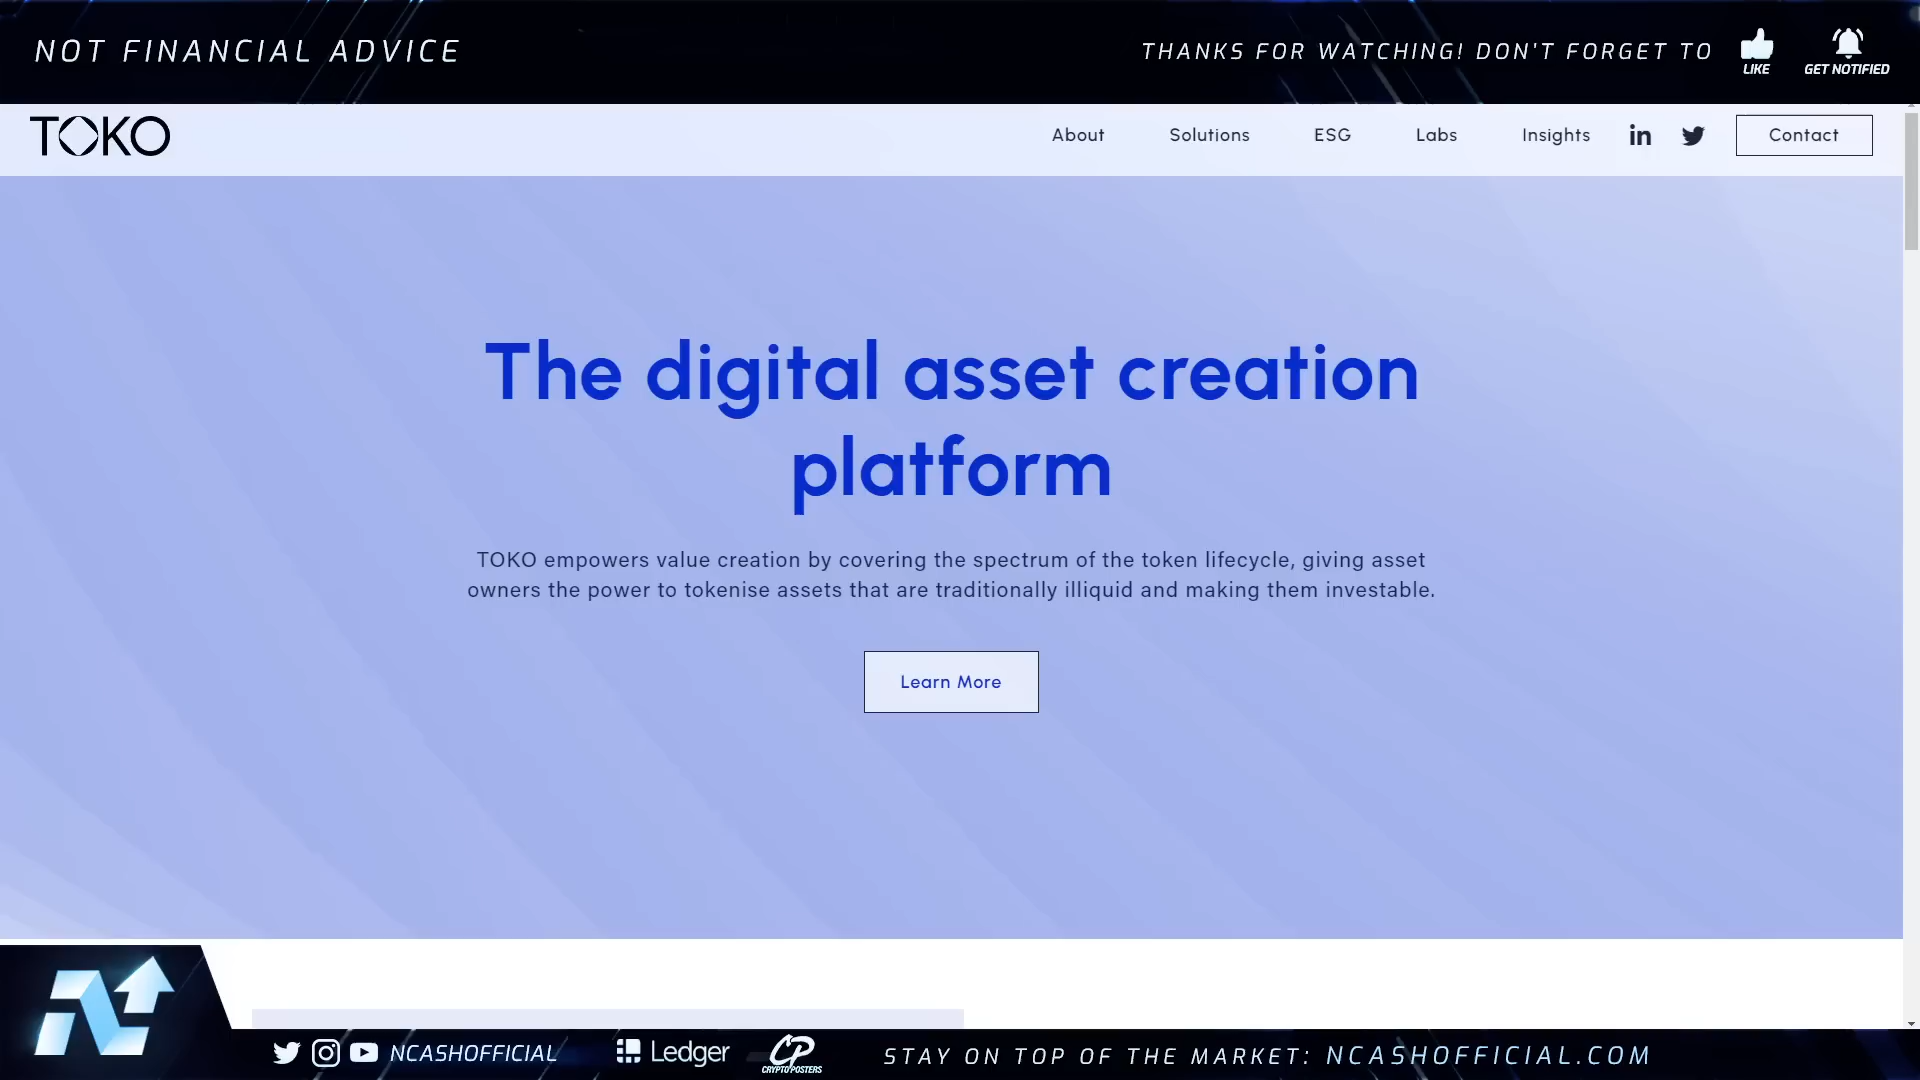 NOT FINANCIAL ADVICE
THANKS FOR WATCHING! DON'T FORGET TO
LIKE
GET NOTIFIED
TOKO
About
Solutions
ESG
Labs
Insights
in
Contact
The digital asset creation
platform
TOKO empowers value creation by covering the spectrum of the token lifecycle, giving asset
owners the power to tokenise assets that are traditionally illiquid and making them investable.
Learn More
NCASHOFFICIAL
Ledger
CP
CRYPTO POSTERS
STAY ON TOP OF THE MARKET: NCASHOFFICIAL.COM